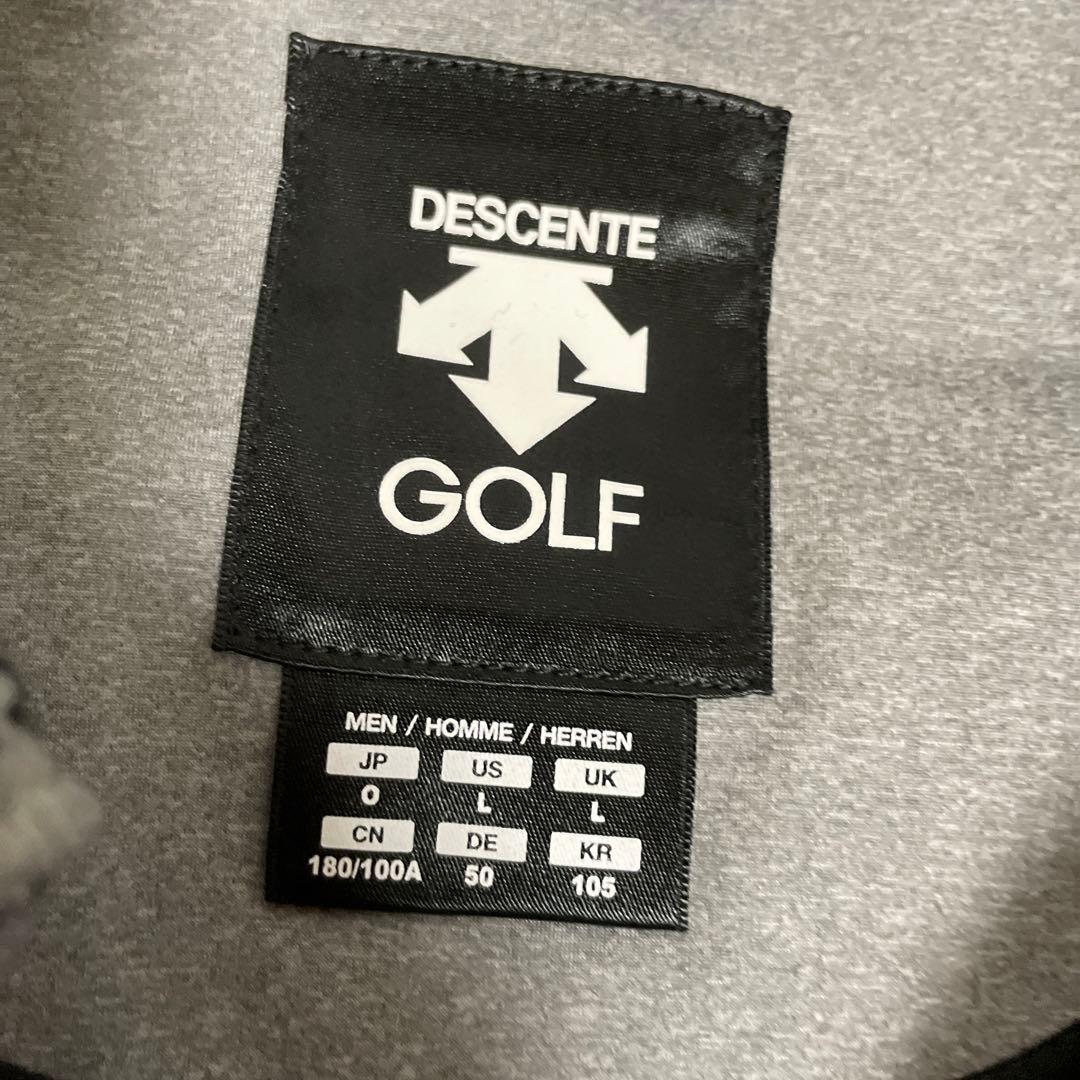 DESCENTE
GOLF
MEN / HOMME / HERREN
JP US UK
O L L
CN DE KR
180/100A 50 105